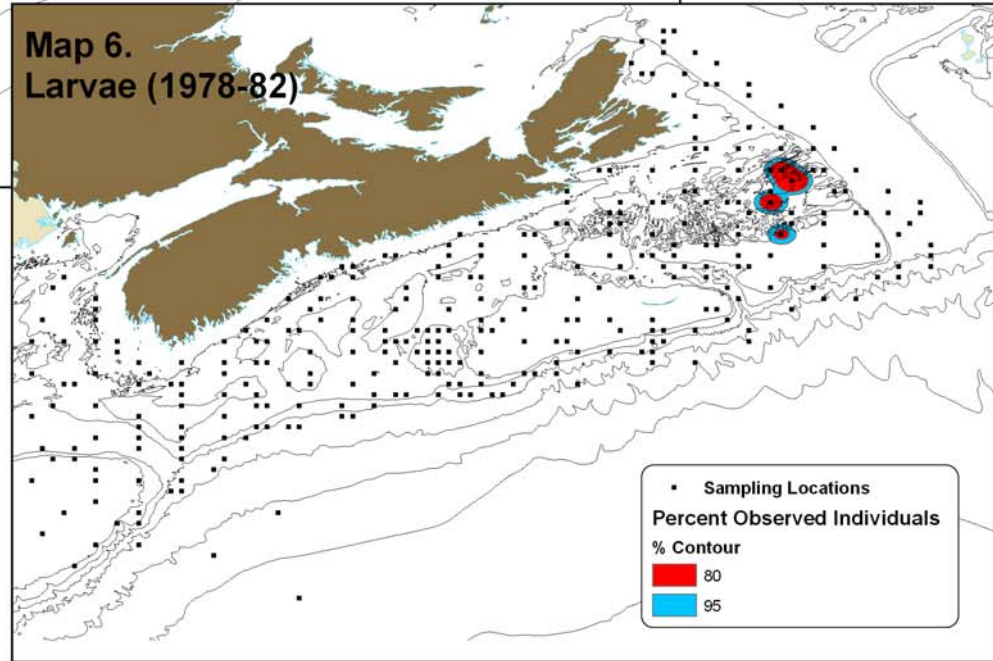 Map 6.
Larvae (1978-82)
Sampling Locations
Percent Observed Individuals
% Contour
80
95